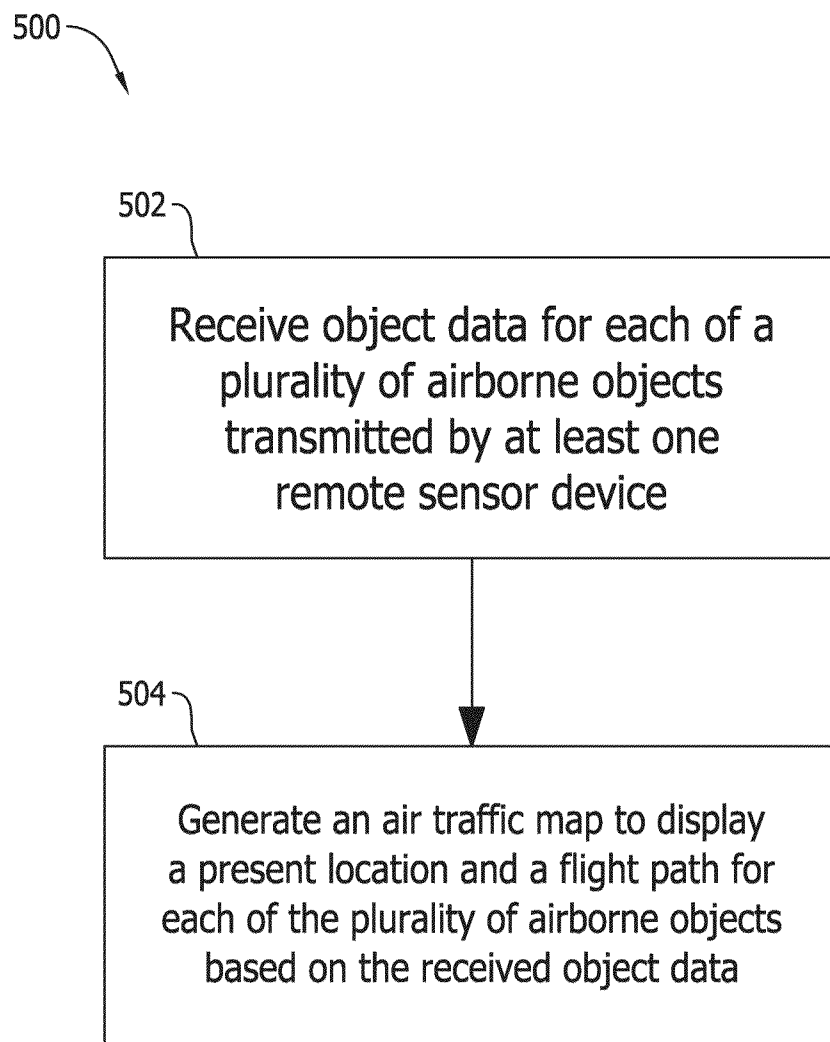 500
502
Receive object data for each of a
plurality of airborne objects
transmitted by at least one
remote sensor device
504
Generate an air traffic map to display
a present location and a flight path for
each of the plurality of airborne objects
based on the received object data